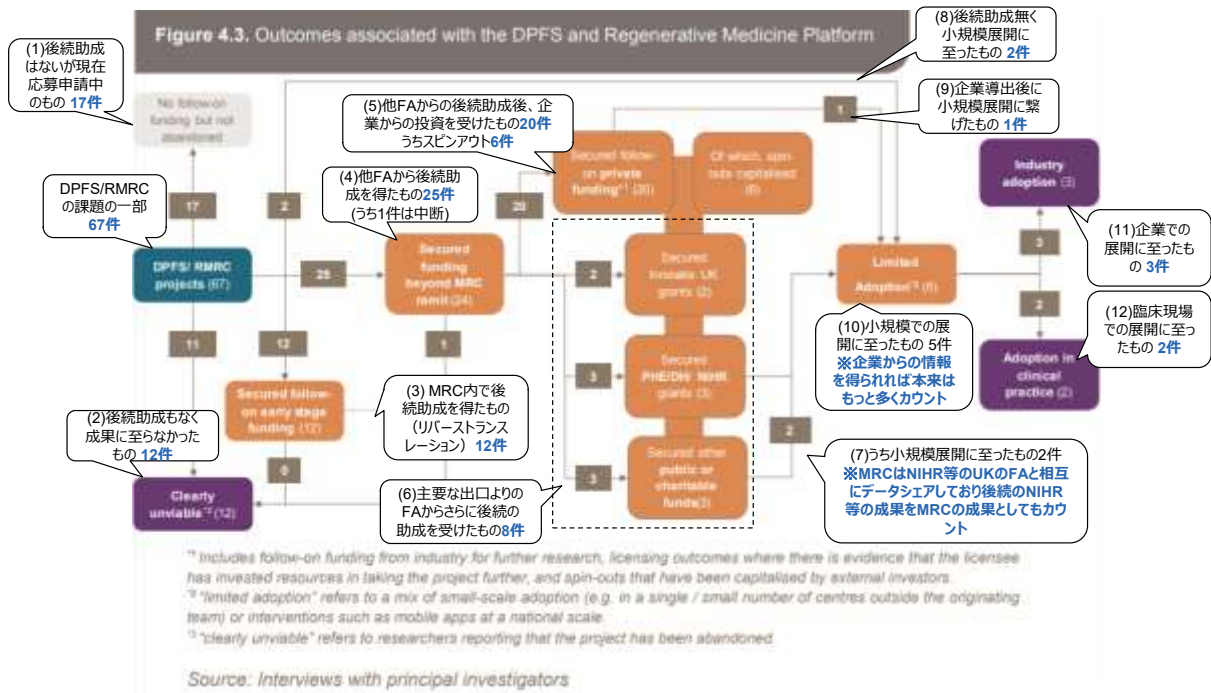 Figure 4.3. Outcomes associated with the DPFS and Regenerative Medicine Platform
(1)後続助成
はないが現在
応募申請中
のもの 17件
(8)後続助成無く
小規模展開に
至ったもの 2件
(5)他FAからの後続助成後、企
業からの投資を受けたもの20件
うちスピンアウト6件
(9)企業導出後に
小規模展開に繋
げたもの 1件
No follow-on
funding but not
abandoned
1
Secured follow-
on private
funding*1 (20)
Of which, spin-
outs capitalised
(6)
Industry
adoption (3)
DPFS/RMRC
の課題の一部
67件
(4)他FAから後続助
成を得たもの25件
(うち1件は中断)
17
2
20
(11)企業での
展開に至ったも
の 3件
DPFS/ RMRC
projects (67)
25
Secured
funding
beyond MRC
remit (24)
2
Secured
Innovate UK
grants (2)
Limited
Adoption*2
3
11
12
1
3
Secured
PHE/DH/ NIHR
grants (3)
(10)小規模での展
開に至ったもの 5件
※企業からの情報
を得られれば本来は
もっと多くカウント
2
(12)臨床現場
での展開に至っ
たもの 2件
Adoption in
clinical
practice (2)
(2)後続助成もなく
成果に至らなかった
もの 12件
Secured follow-
on early stage
funding (12)
(3) MRC内で後
続助成を得たもの
（リバーストランス
レーション） 12件
0
3
Secured other
public or
charitable
funds(3)
2
(7)うち小規模展開に至ったもの2件
※MRCはNIHR等のUKのFAと相互
にデータシェアしており後続のNIHR
等の成果をMRCの成果としてもカウ
ント
Clearly
unviable (12)
(6)主要な出口よりの
FAからさらに後続の
助成を受けたもの8件
*1 Includes follow-on funding from industry for further research, licensing outcomes where there is evidence that the licensee
has invested resources in taking the project further, and spin-outs that have been capitalised by external investors.
*2 "limited adoption" refers to a mix of small-scale adoption (e.g. in a single / small number of centres outside the originating
team) or interventions such as mobile apps at a national scale.
*3 "clearly unviable" refers to researchers reporting that the project has been abandoned.
Source: Interviews with principal investigators